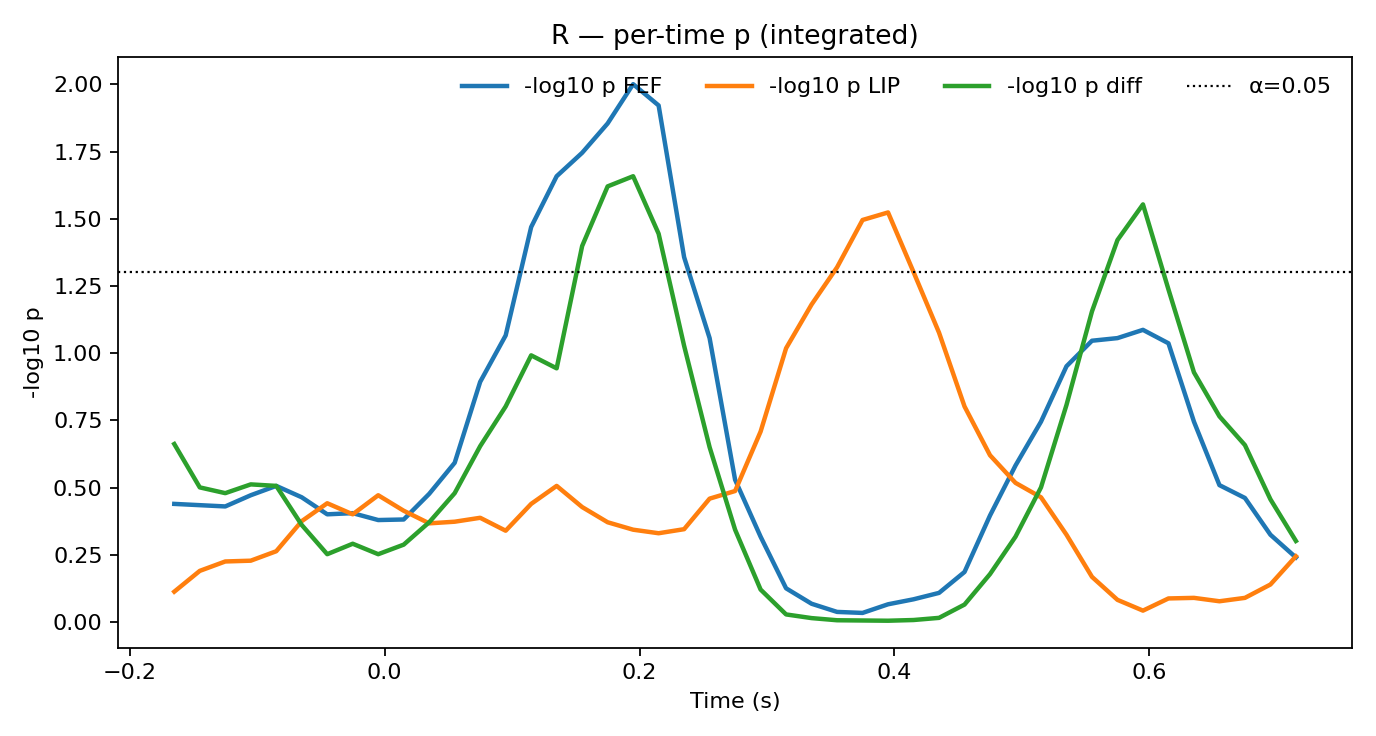 R — per-time p (integrated)
-log10 p FEF
-log10 p LIP
-log10 p diff
α=0.05
2.00
1.75
1.50
1.25
1.00
0.75
0.50
0.25
0.00
-log10 p
−0.2
0.0
0.2
0.4
0.6
Time (s)